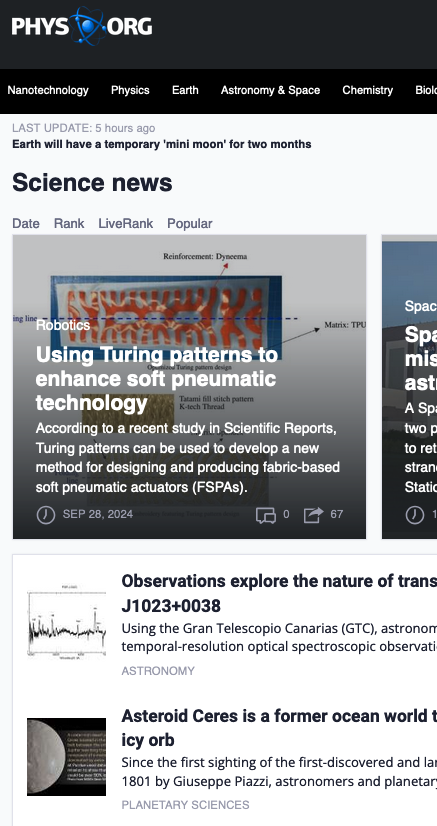 PHYS ORG
Nanotechnology Physics Earth Astronomy & Space Chemistry Biol
LAST UPDATE: 5 hours ago
Earth will have a temporary 'mini moon' for two months
Science news
Date Rank LiveRank Popular
Reinforcement: Dyneema
ing line
Matrix: TPU
Robotics
Optimized Turing pattern design
Using Turing patterns to
enhance soft pneumatic
technology
Tatami fill stitch pattern
K-tech Thread
According to a recent study in Scientific Reports,
Turing patterns can be used to develop a new
method for designing and producing fabric-based
soft pneumatic actuators (FSPAs).
SEP 28, 2024 0 67
Spac
Spa
mis
astr
A Spa
two p
to ret
stran
Static
1
Observations explore the nature of trans
J1023+0038
Using the Gran Telescopio Canarias (GTC), astronom
temporal-resolution optical spectroscopic observati
ASTRONOMY
Asteroid Ceres is a former ocean world t
icy orb
Since the first sighting of the first-discovered and lar
1801 by Giuseppe Piazzi, astronomers and planetary
PLANETARY SCIENCES